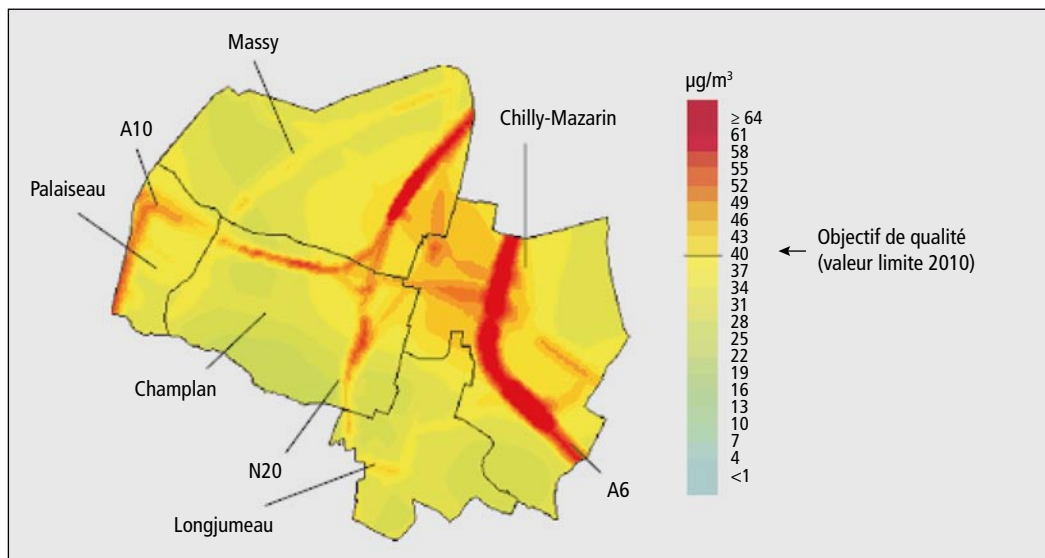 Massy
A10
Palaiseau
Chilly-Mazarin
Champlan
N20
Longjumeau
A6
µg/m³
≥ 64
61
58
55
52
49
46
43
40
37
34
31
28
25
22
19
16
13
10
7
4
<1
Objectif de qualité
(valeur limite 2010)